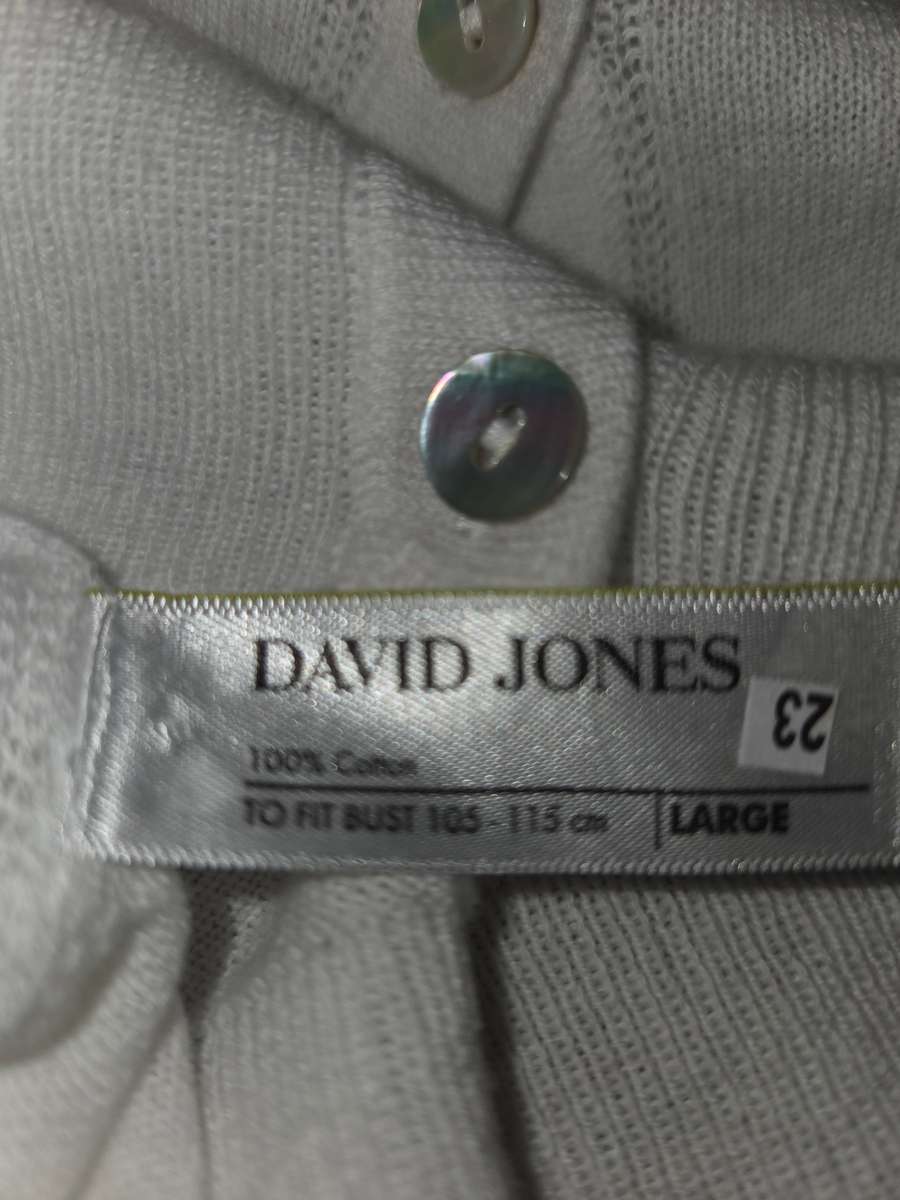 DAVID JONES
23
100% Cotton
TO FIT BUST 105 - 115 cm LARGE